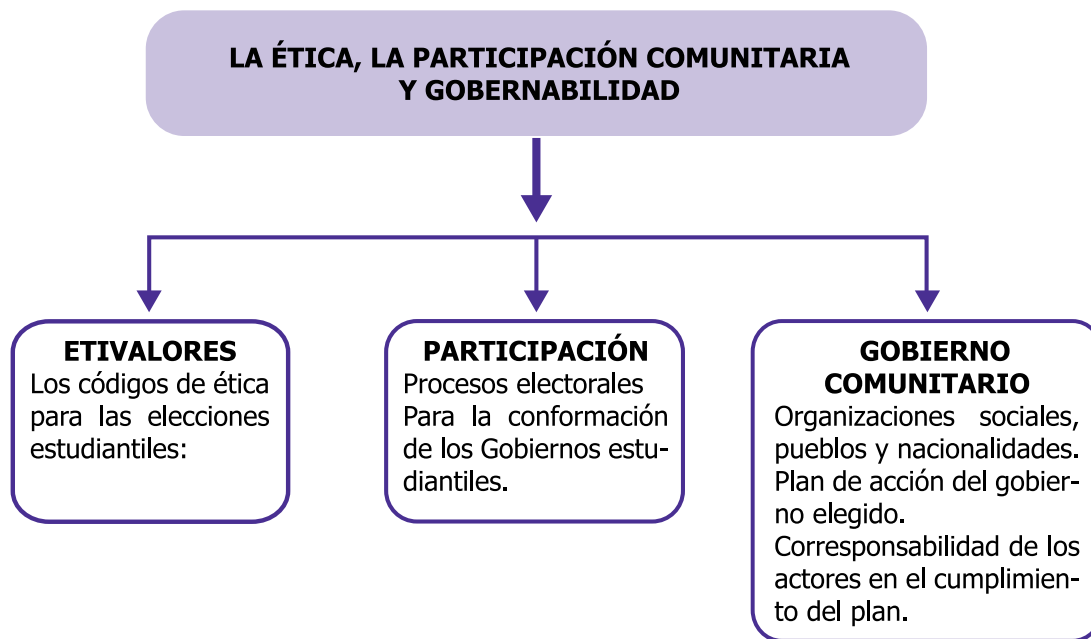 LA ÉTICA, LA PARTICIPACIÓN COMUNITARIA
Y GOBERNABILIDAD
ETIVALORES
Los códigos de ética
para las elecciones
estudiantiles:
PARTICIPACIÓN
Procesos electorales
Para la conformación
de los Gobiernos estu-
diantiles.
GOBIERNO
COMUNITARIO
Organizaciones sociales,
pueblos y nacionalidades.
Plan de acción del gobier-
no elegido.
Corresponsabilidad de los
actores en el cumplimien-
to del plan.